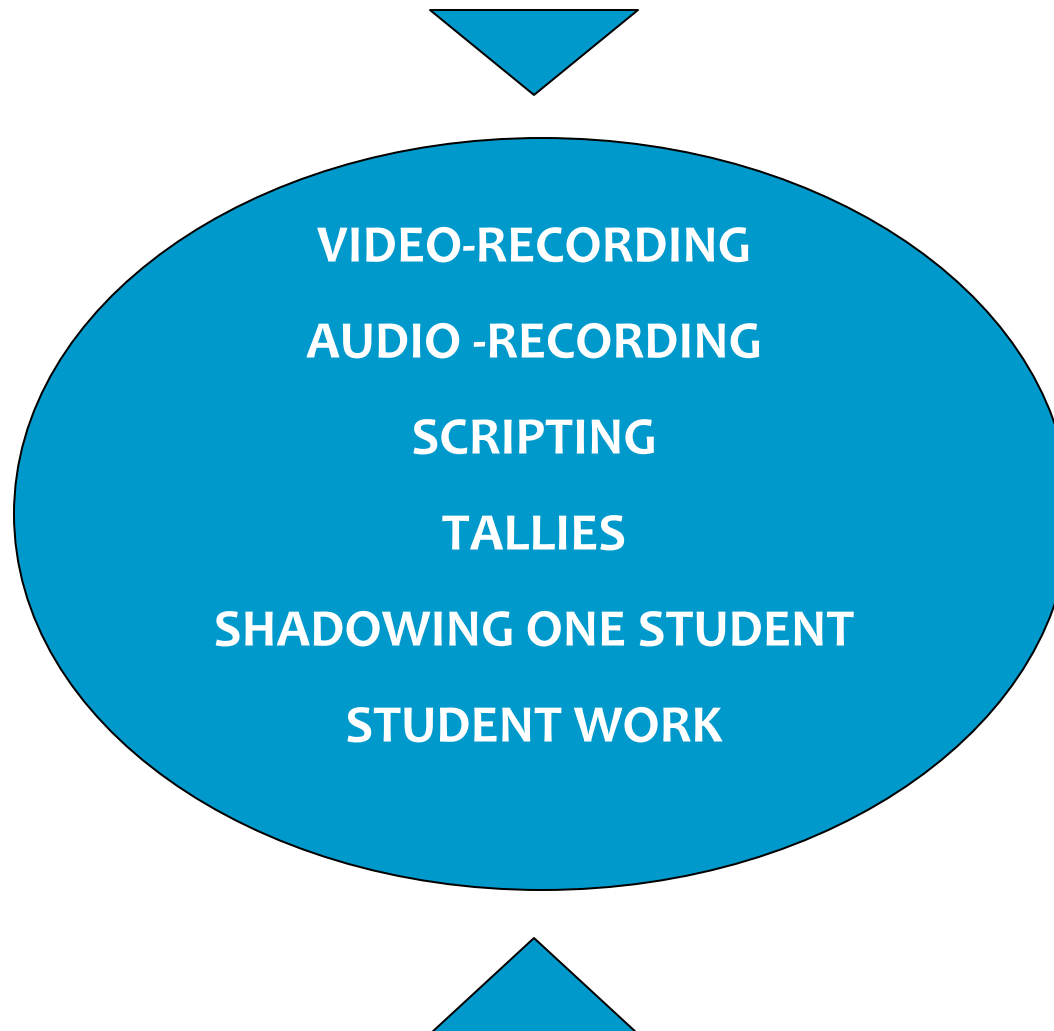 VIDEO-RECORDING
AUDIO -RECORDING
SCRIPTING
TALLIES
SHADOWING ONE STUDENT
STUDENT WORK